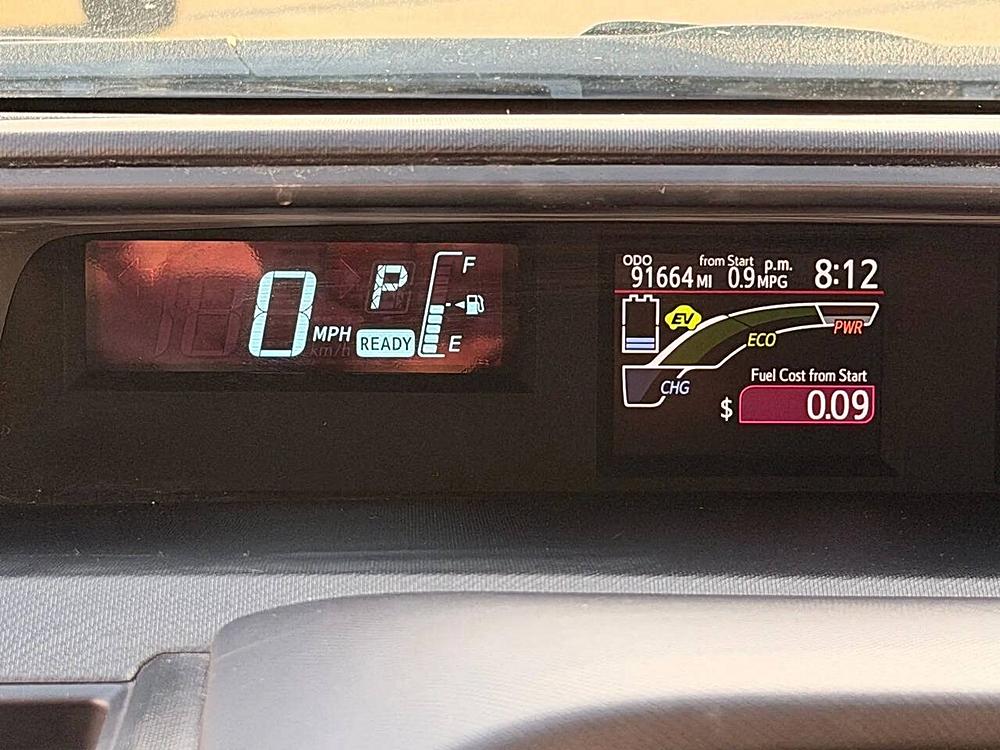 0 MPH
km/h
P
READY
F
E
ODO from Start p.m.
91664 MI 0.9 MPG 8:12
EV
ECO
PWR
CHG
Fuel Cost from Start
$ 0.09